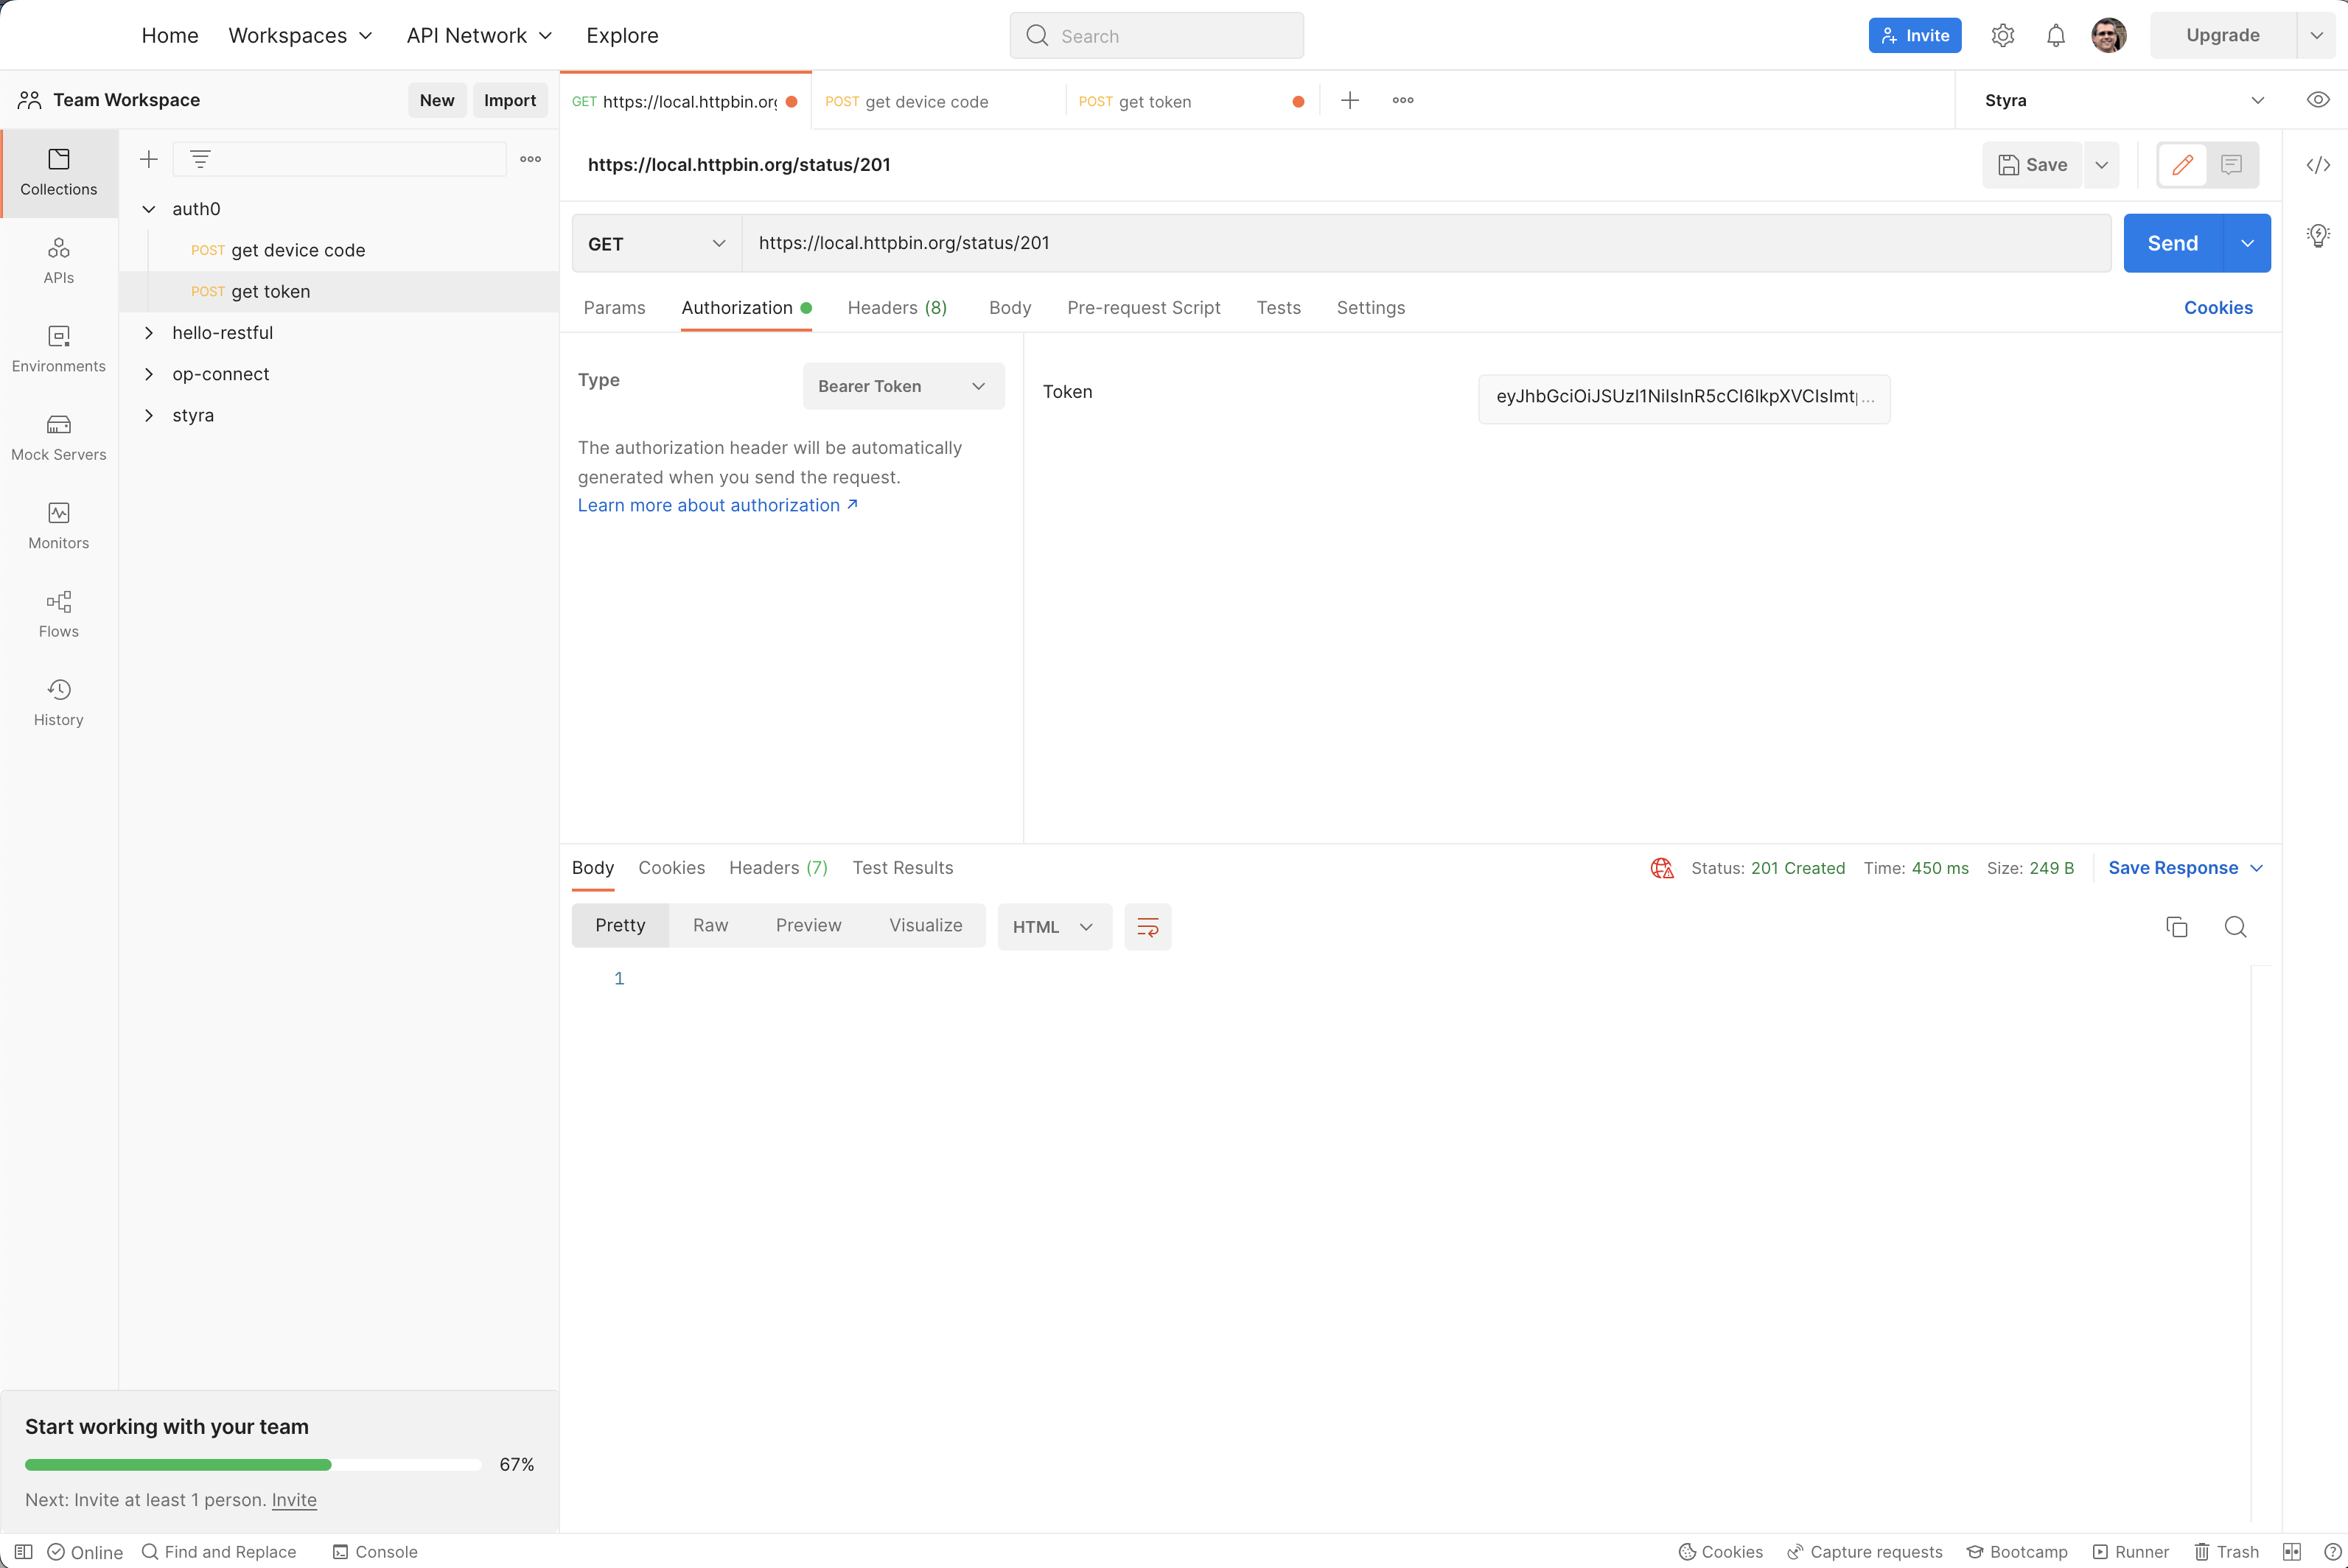 Home Workspaces API Network Explore Search Invite Upgrade
Team Workspace New Import
GET https://local.httpbin.org POST get device code POST get token Styra
Collections
https://local.httpbin.org/status/201 Save
auth0
POST get device code
GET https://local.httpbin.org/status/201 Send
APIs
POST get token
Params Authorization Headers (8) Body Pre-request Script Tests Settings Cookies
hello-restful
Environments
op-connect
Type Bearer Token Token eyJhbGciOiJSUzI1NiIsInR5cCI6IkpXVCIsImt...
styra
Mock Servers
The authorization header will be automatically
generated when you send the request.
Learn more about authorization ↗
Monitors
Flows
History
Body Cookies Headers (7) Test Results Status: 201 Created Time: 450 ms Size: 249 B Save Response
Pretty Raw Preview Visualize HTML
1
Start working with your team
67%
Next: Invite at least 1 person. Invite
Online Find and Replace Console Cookies Capture requests Bootcamp Runner Trash